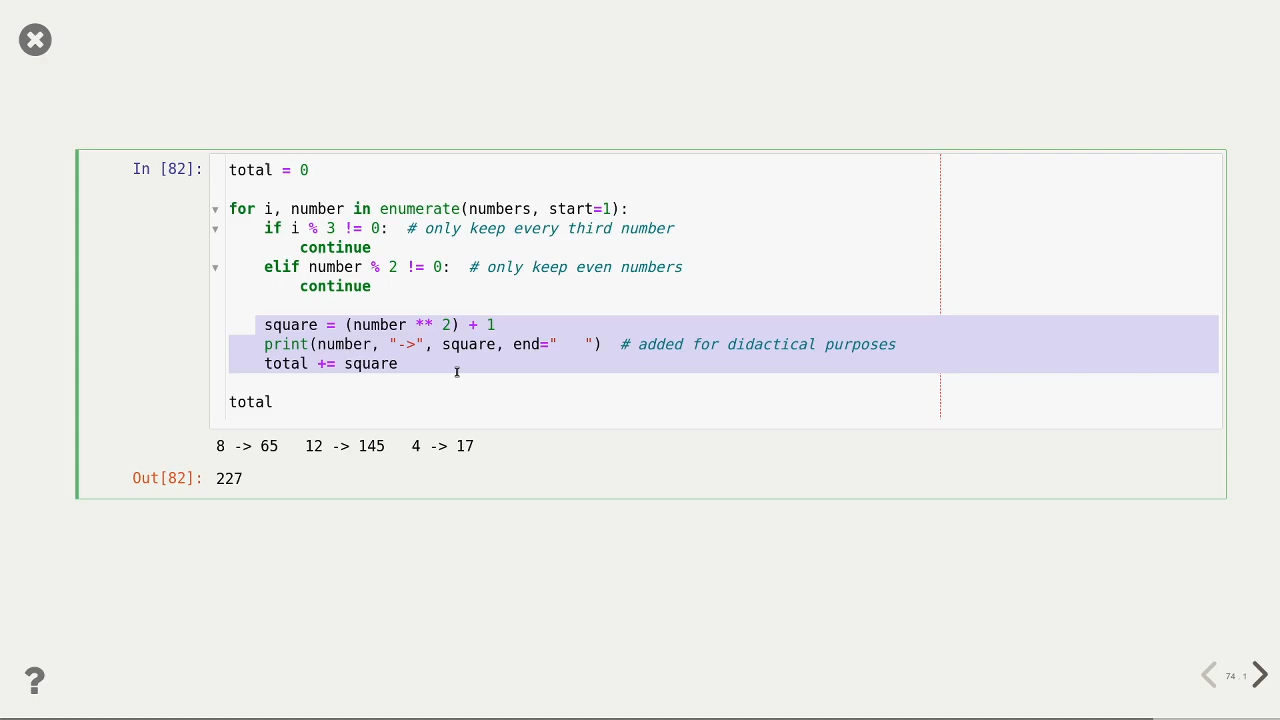 In [82]:
total = 0
for i, number in enumerate(numbers, start=1):
    if i % 3 != 0:  # only keep every third number
        continue
    elif number % 2 != 0:  # only keep even numbers
        continue
    square = (number ** 2) + 1
    print(number, "->", square, end="   ")  # added for didactical purposes
    total += square
total
8 -> 65   12 -> 145   4 -> 17
Out[82]: 227
?
74.1